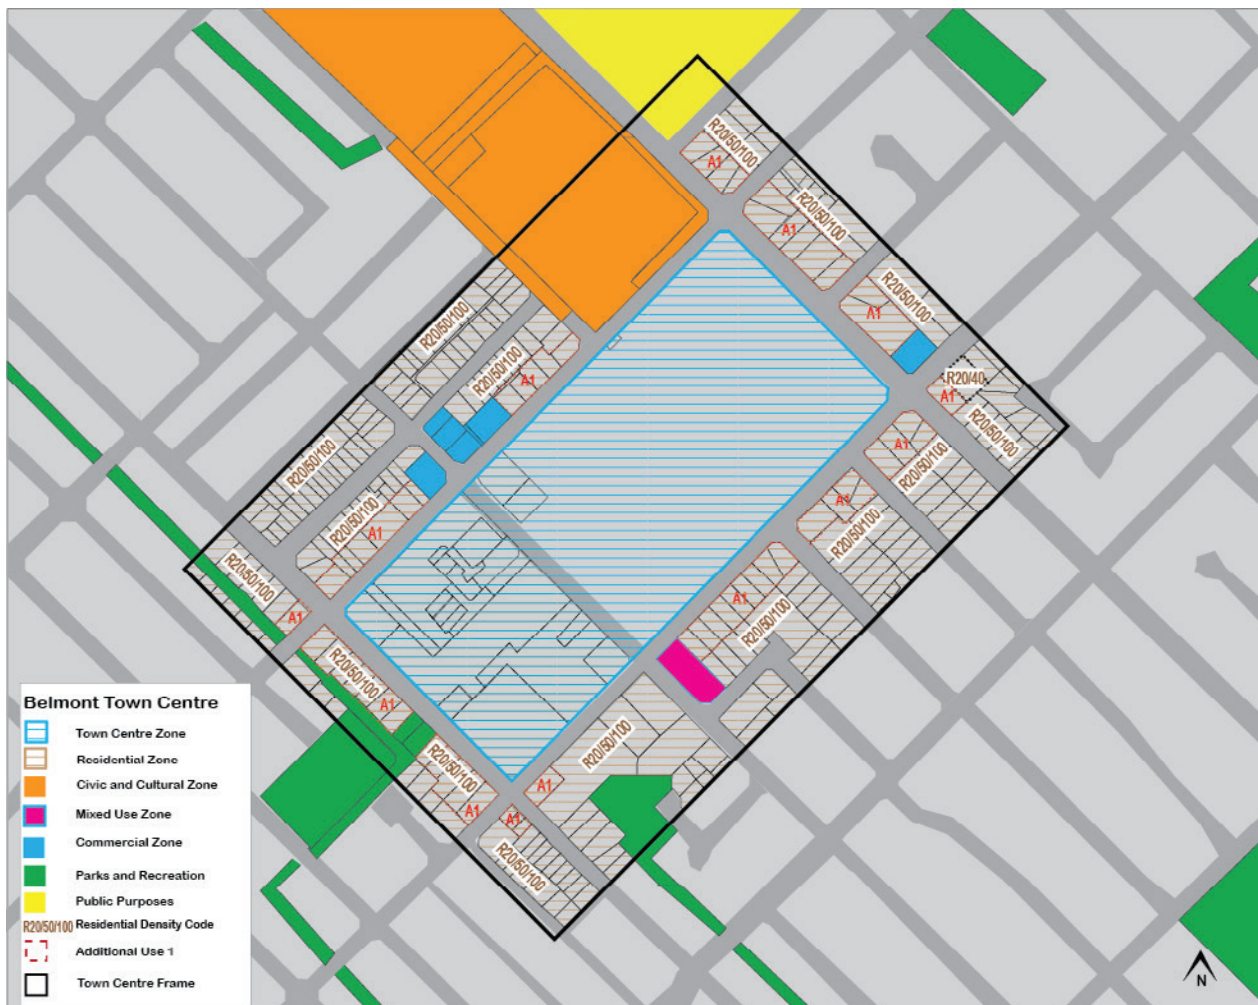 R20/50/100
A1
R20/50/100
A1
R20/50/100
A1
R20/50/100
R20/50/100
A1
R20/40
A1
R20/50/100
A1
R20/50/100
R20/50/100
A1
R20/50/100
A1
R20/50/100
R20/50/100
A1
R20/50/100
A1
R20/50/100
A1
R20/50/100
R20/50/100
A1
R20/50/100
A1
A1
R20/50/100
Belmont Town Centre
Town Centre Zone
Residential Zone
Civic and Cultural Zone
Mixed Use Zone
Commercial Zone
Parks and Recreation
Public Purposes
R20/50/100 Residential Density Code
Additional Use 1
Town Centre Frame
N